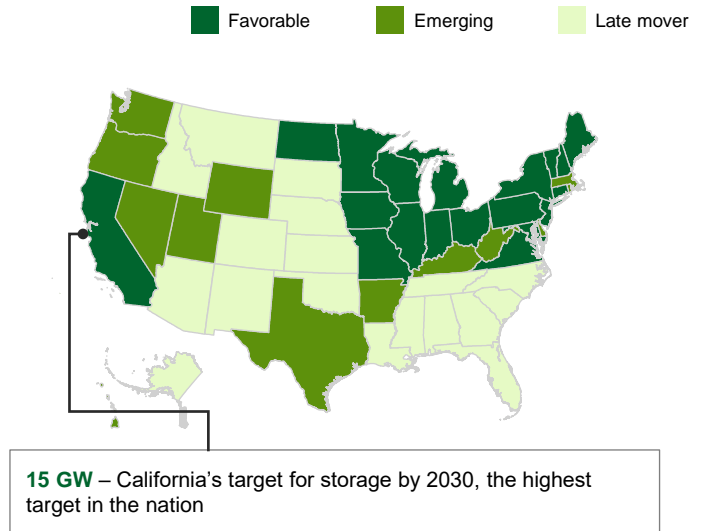 Favorable Emerging Late mover
15 GW – California’s target for storage by 2030, the highest
target in the nation